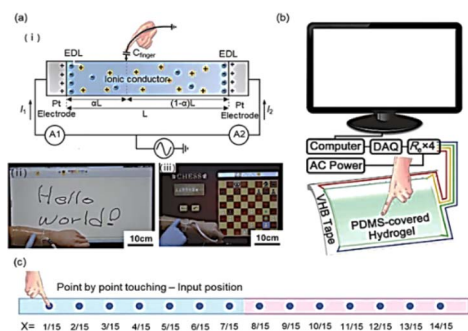 (a)
(i)
EDL
C_finger
EDL
Ionic conductor
αL
(1-α)L
L
Pt
Electrode
Pt
Electrode
I₁
I₂
A1
A2
(ii)
Hello
world!
10cm
(iii)
CHESS
10cm
(b)
Computer
DAQ
×4
AC Power
VHB Tape
PDMS-covered
Hydrogel
(c)
Point by point touching – Input position
X= 1/15 2/15 3/15 4/15 5/15 6/15 7/15 8/15 9/15 10/15 11/15 12/15 13/15 14/15